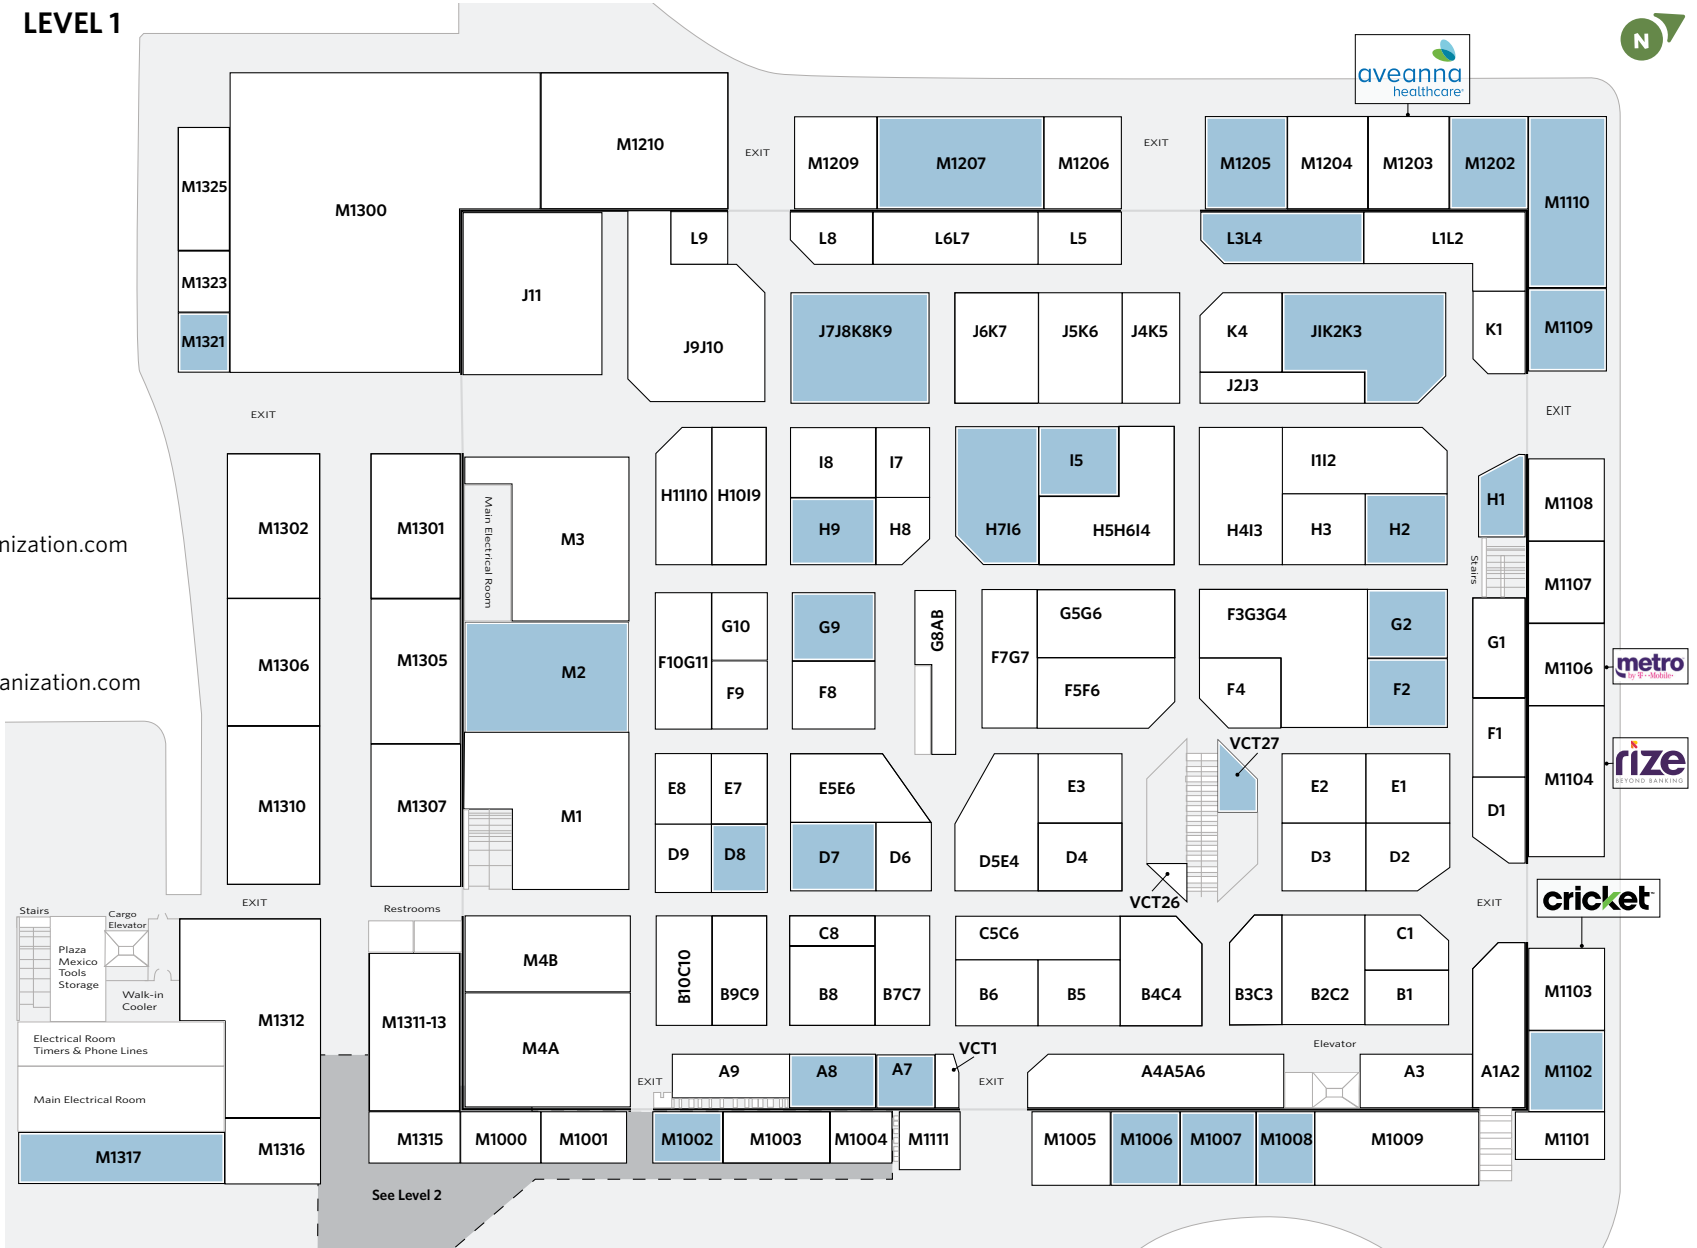 LEVEL 1
N
aveanna
healthcare
M1325
M1323
M1321
M1300
M1210
EXIT
M1209
M1207
M1206
EXIT
M1205
M1204
M1203
M1202
M1110
M1109
L9
L8
L6L7
L5
L3L4
L1L2
J11
J9J10
J7J8K8K9
J6K7
J5K6
J4K5
K4
J1K2K3
J2J3
K1
EXIT
EXIT
M1302
M1301
Main Electrical Room
M3
H11I10
H10I9
I8
I7
H9
H8
H7I6
I5
H5H6I4
H4I3
I1I2
H3
H2
H1
M1108
Stairs
M1107
nization.com
M1306
M1305
M2
F10G11
G10
F9
G9
F8
G8AB
F7G7
G5G6
F5F6
F3G3G4
F4
G2
F2
G1
M1106
metro
by T-Mobile
anization.com
F1
M1104
rize
BEYOND BANKING
VCT27
M1310
M1307
M1
E8
E7
E5E6
D9
D8
D7
D6
D5E4
E3
D4
E2
E1
D3
D2
D1
VCT26
EXIT
EXIT
cricket
Stairs
Cargo
Elevator
Restrooms
Plaza
Mexico
Tools
Storage
Walk-in
Cooler
M1312
M1311-13
M4B
M4A
B10C10
B9C9
C8
B8
B7C7
C5C6
B6
B5
B4C4
B3C3
B2C2
C1
B1
M1103
Electrical Room
Timers & Phone Lines
Main Electrical Room
EXIT
A9
A8
A7
VCT1
EXIT
A4A5A6
Elevator
A3
A1A2
M1102
M1317
M1316
M1315
M1000
M1001
M1002
M1003
M1004
M1111
M1005
M1006
M1007
M1008
M1009
M1101
See Level 2